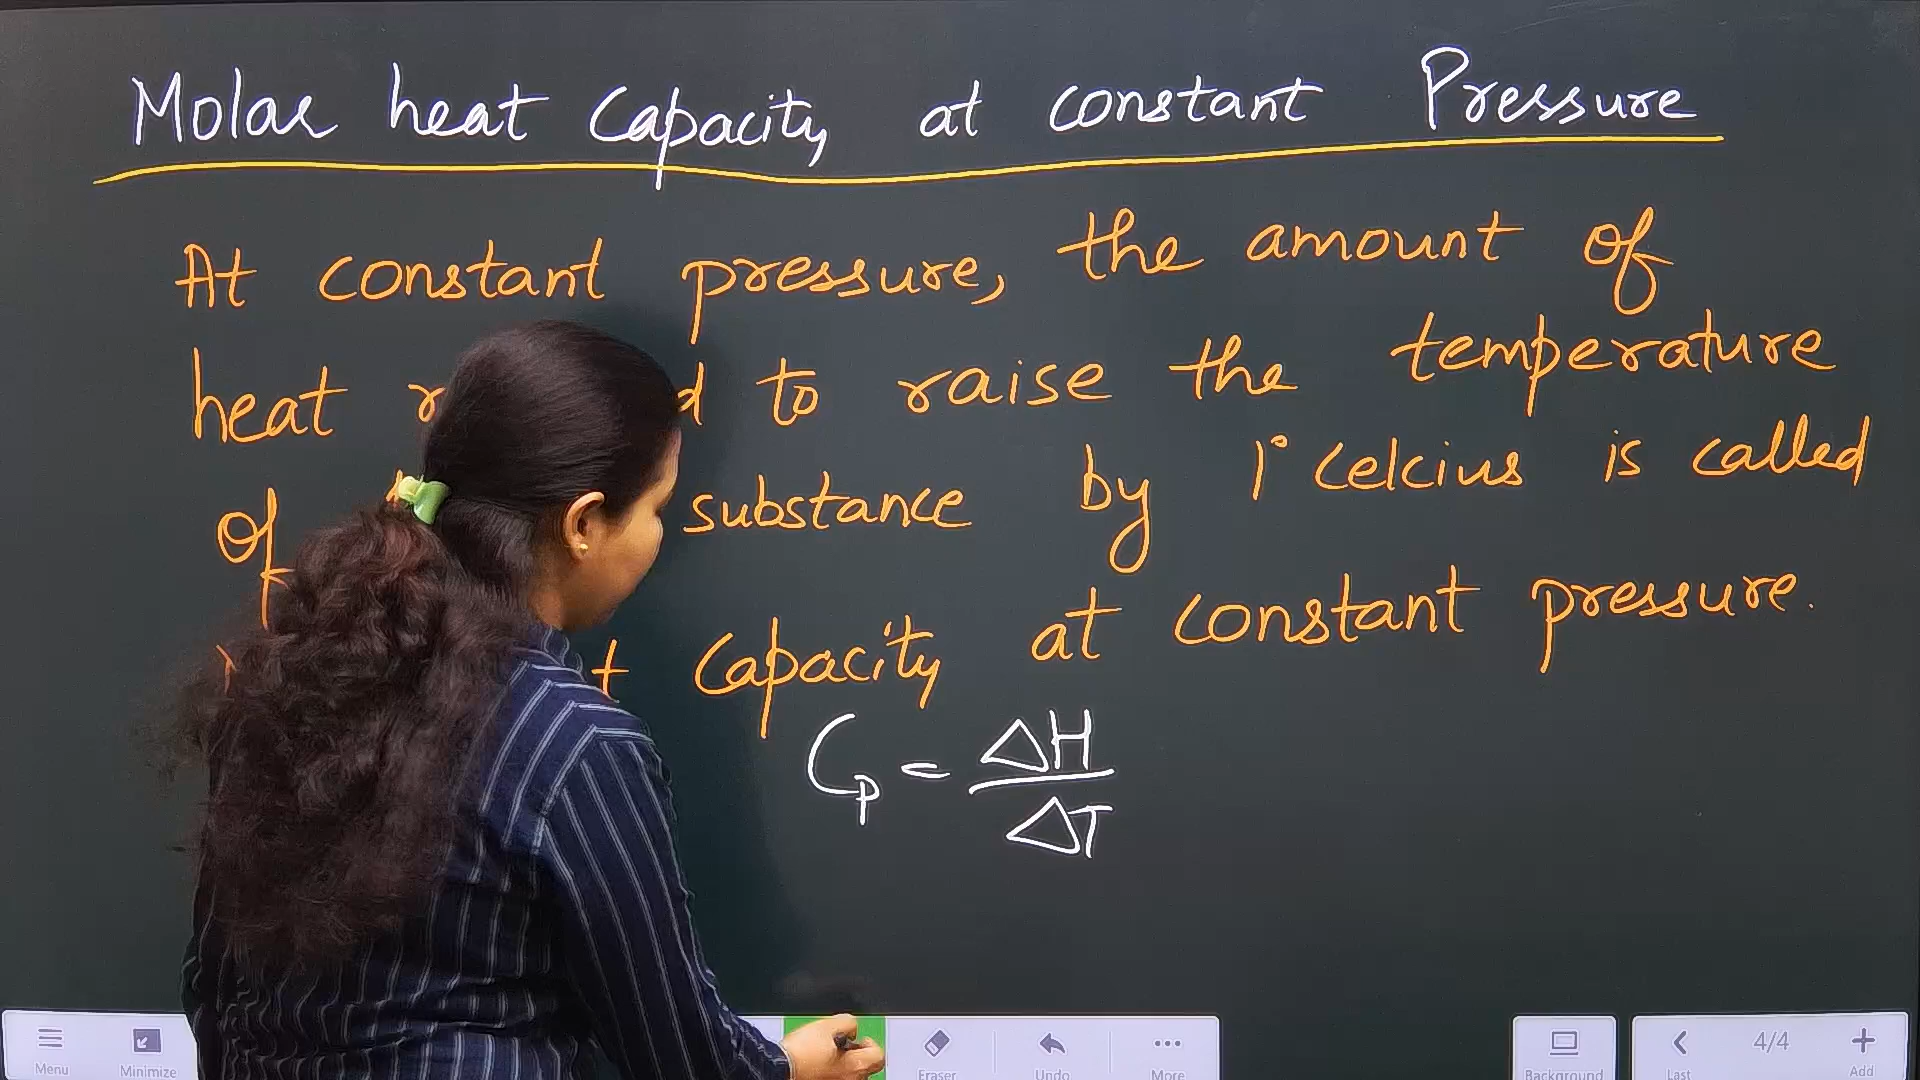 Molar heat capacity at constant Pressure
At constant pressure, the amount of
heat to raise the temperature
of substance by 1° celcius is called
capacity at constant pressure.
Cp = ΔH
ΔT
Menu Minimize Eraser Undo More Background Last 4/4 Add